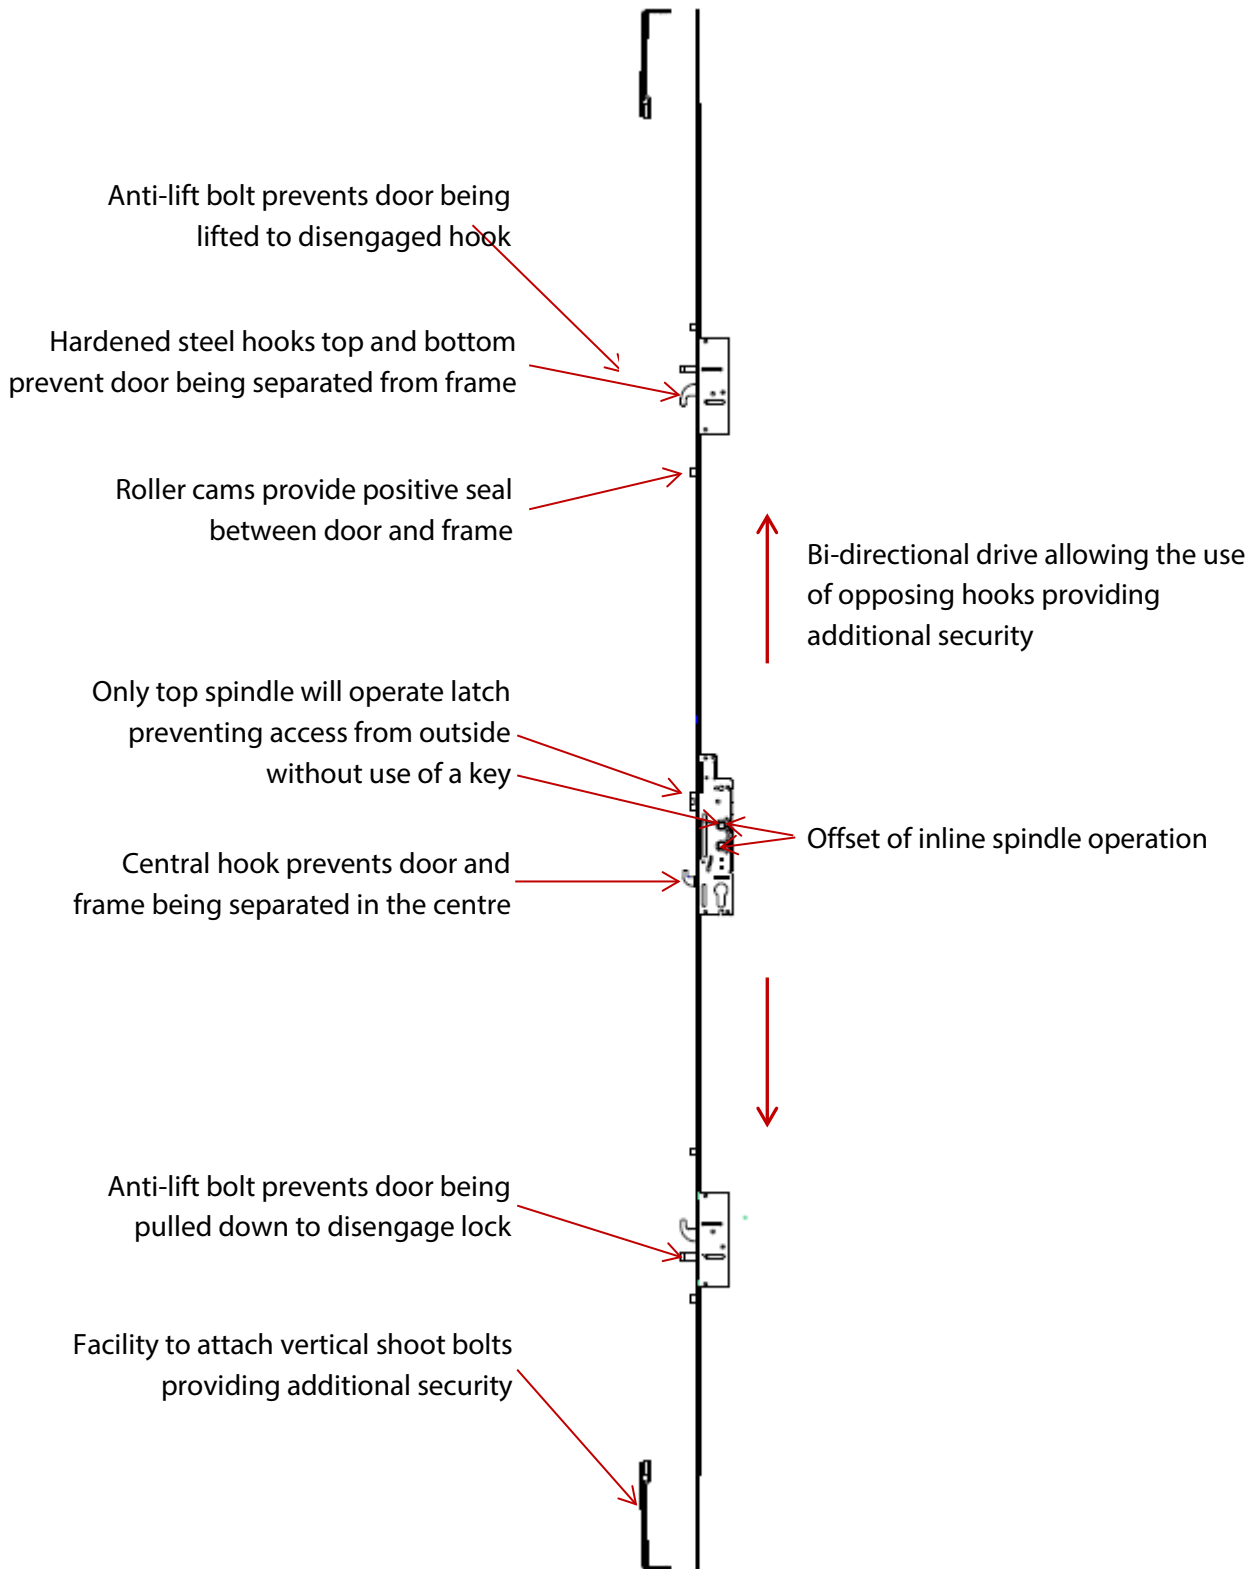 Anti-lift bolt prevents door being
lifted to disengaged hook
Hardened steel hooks top and bottom
prevent door being separated from frame
Roller cams provide positive seal
between door and frame
Bi-directional drive allowing the use
of opposing hooks providing
additional security
Only top spindle will operate latch
preventing access from outside
without use of a key
Offset of inline spindle operation
Central hook prevents door and
frame being separated in the centre
Anti-lift bolt prevents door being
pulled down to disengage lock
Facility to attach vertical shoot bolts
providing additional security